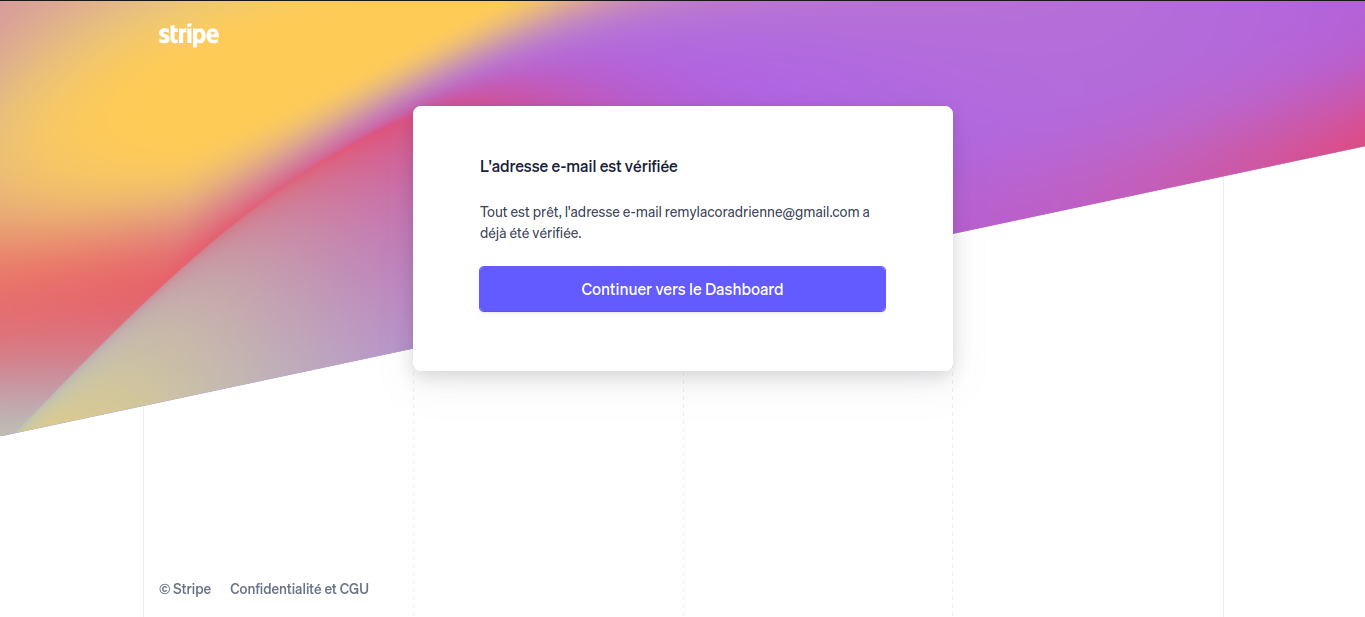 stripe
L'adresse e-mail est vérifiée
Tout est prêt, l'adresse e-mail remylacoradrienne@gmail.com a
déjà été vérifiée.
Continuer vers le Dashboard
© Stripe Confidentialité et CGU